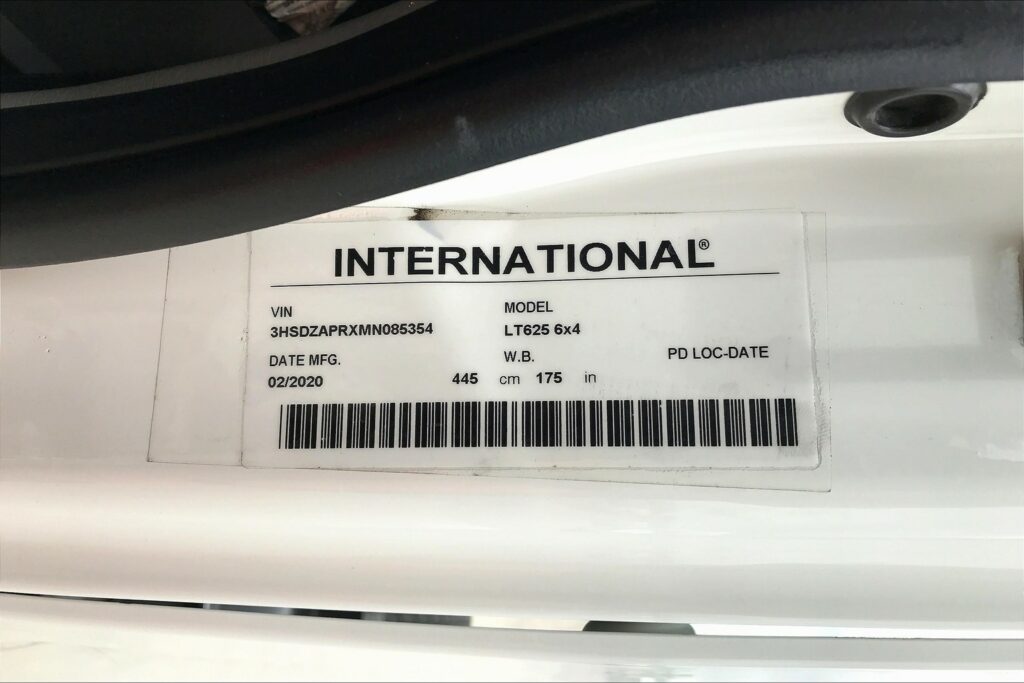 INTERNATIONAL®
VIN MODEL
3HSDZAPRXMN085354 LT625 6x4
DATE MFG. W.B. PD LOC-DATE
02/2020 445 cm 175 in